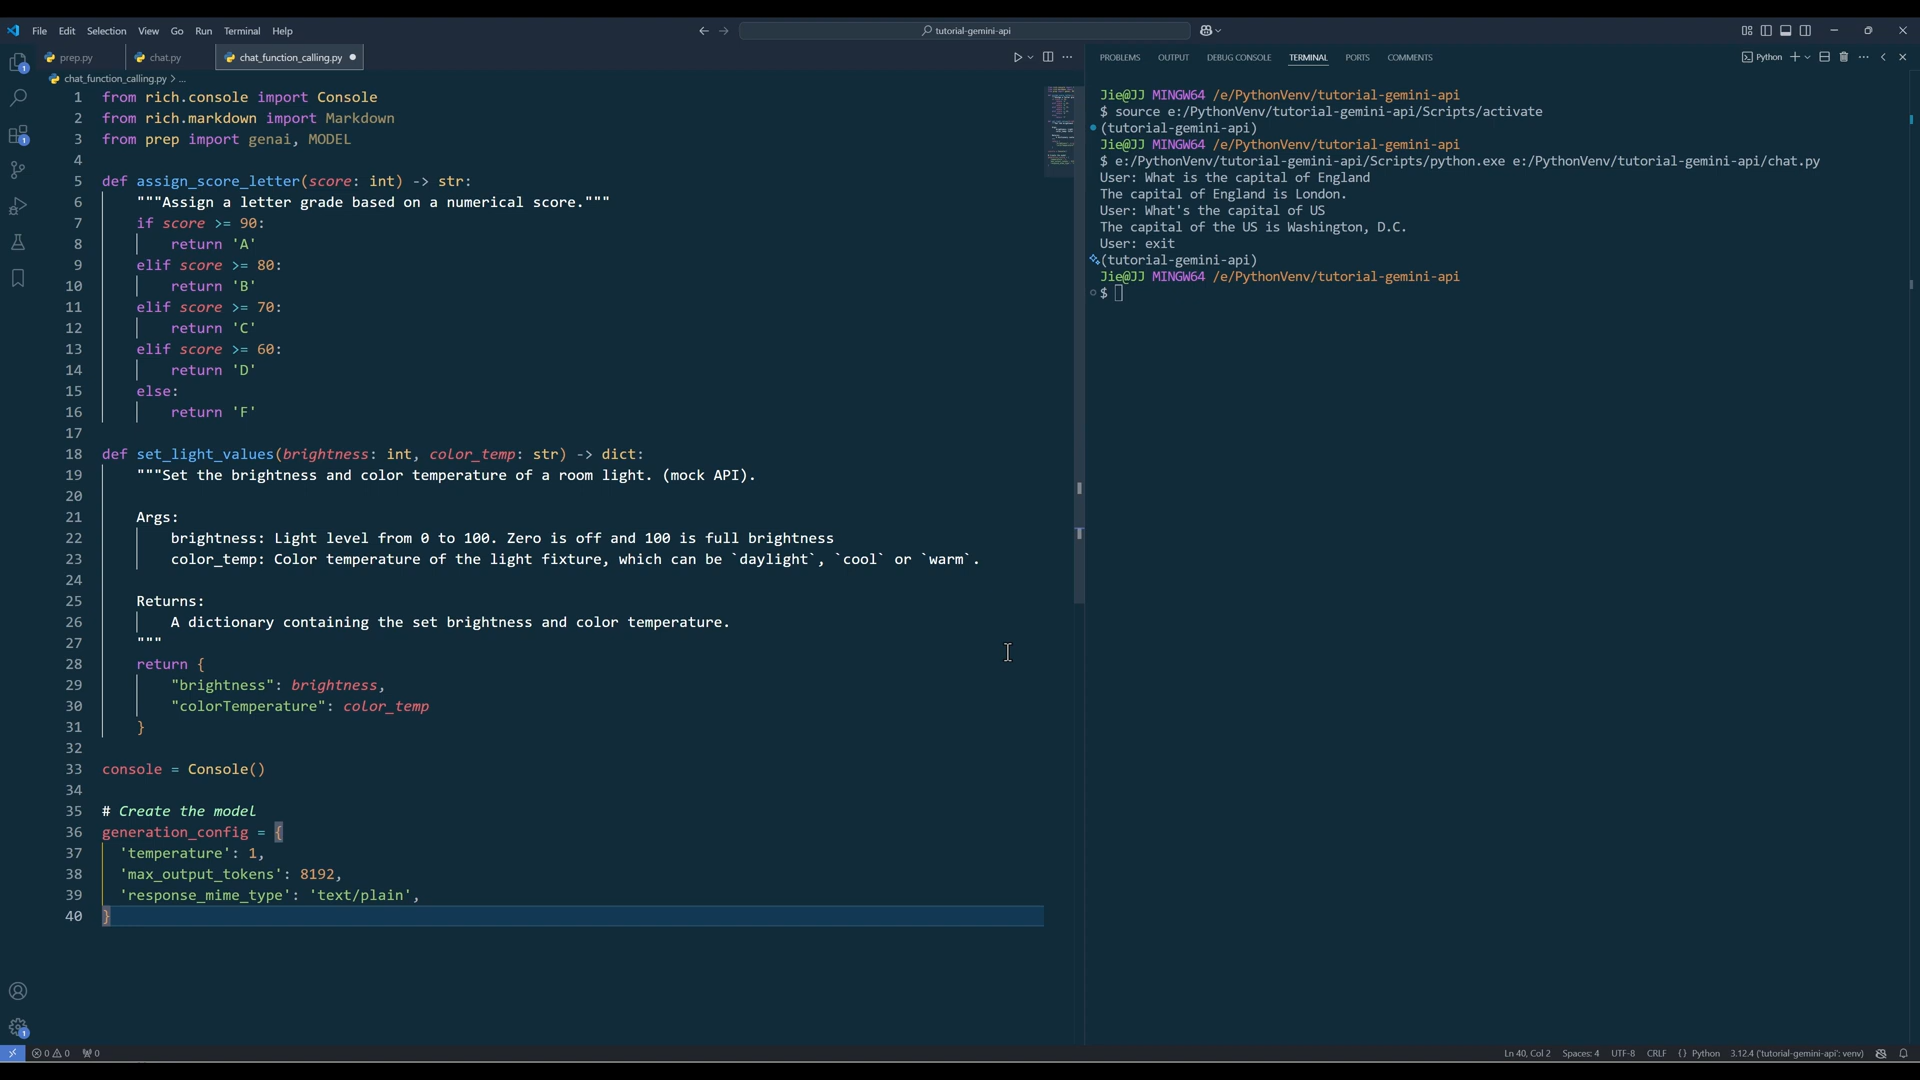 File Edit Selection View Go Run Terminal Help
tutorial-gemini-api
prep.py
chat.py
chat_function_calling.py
chat_function_calling.py > ...
1 from rich.console import Console
2 from rich.markdown import Markdown
3 from prep import genai, MODEL
4
5 def assign_score_letter(score: int) -> str:
6     """Assign a letter grade based on a numerical score."""
7     if score >= 90:
8         return 'A'
9     elif score >= 80:
10         return 'B'
11     elif score >= 70:
12         return 'C'
13     elif score >= 60:
14         return 'D'
15     else:
16         return 'F'
17
18 def set_light_values(brightness: int, color_temp: str) -> dict:
19     """Set the brightness and color temperature of a room light. (mock API).
20
21     Args:
22         brightness: Light level from 0 to 100. Zero is off and 100 is full brightness
23         color_temp: Color temperature of the light fixture, which can be `daylight`, `cool` or `warm`.
24
25     Returns:
26         A dictionary containing the set brightness and color temperature.
27     """
28     return {
29         "brightness": brightness,
30         "colorTemperature": color_temp
31     }
32
33 console = Console()
34
35 # Create the model
36 generation_config = {
37   'temperature': 1,
38   'max_output_tokens': 8192,
39   'response_mime_type': 'text/plain',
40 }
PROBLEMS OUTPUT DEBUG CONSOLE TERMINAL PORTS COMMENTS
Python
Jie@JJ MINGW64 /e/PythonVenv/tutorial-gemini-api
$ source e:/PythonVenv/tutorial-gemini-api/Scripts/activate
(tutorial-gemini-api)
Jie@JJ MINGW64 /e/PythonVenv/tutorial-gemini-api
$ e:/PythonVenv/tutorial-gemini-api/Scripts/python.exe e:/PythonVenv/tutorial-gemini-api/chat.py
User: What is the capital of England
The capital of England is London.
User: What's the capital of US
The capital of the US is Washington, D.C.
User: exit
(tutorial-gemini-api)
Jie@JJ MINGW64 /e/PythonVenv/tutorial-gemini-api
$
1
1
1
0 0 0
Ln 40, Col 2 Spaces: 4 UTF-8 CRLF {} Python 3.12.4 ('tutorial-gemini-api': venv)